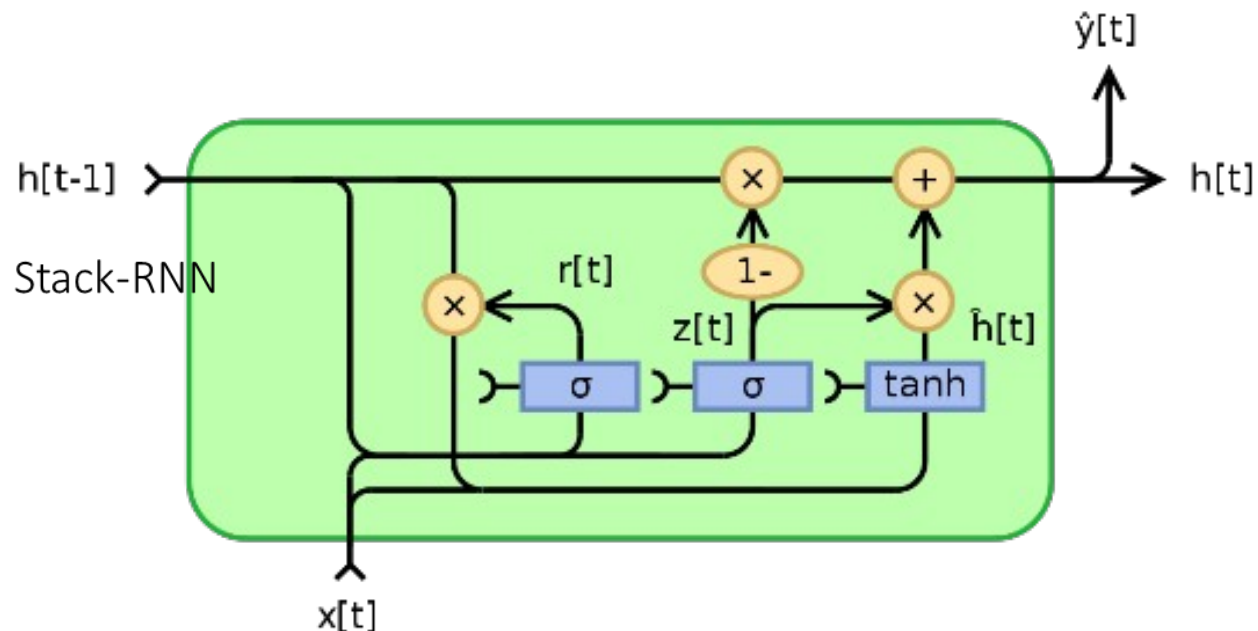 ŷ[t]
h[t-1]
×
+
h[t]
Stack-RNN
r[t]
1-
×
z[t]
×
ĥ[t]
σ
σ
tanh
x[t]